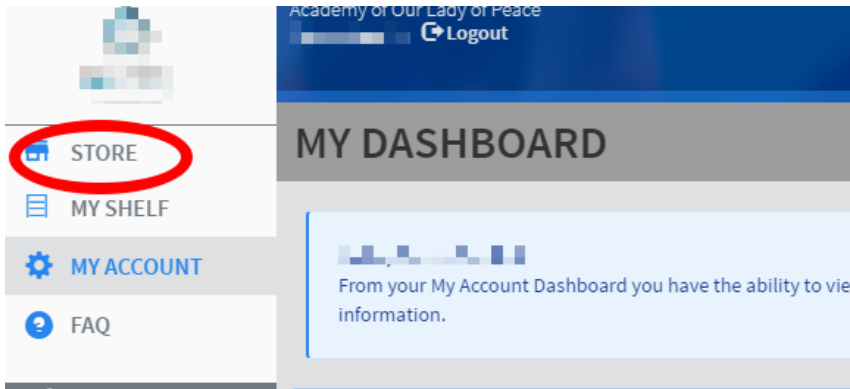 Academy of Our Lady of Peace
Logout
STORE
MY DASHBOARD
MY SHELF
MY ACCOUNT
From your My Account Dashboard you have the ability to vie
information.
FAQ